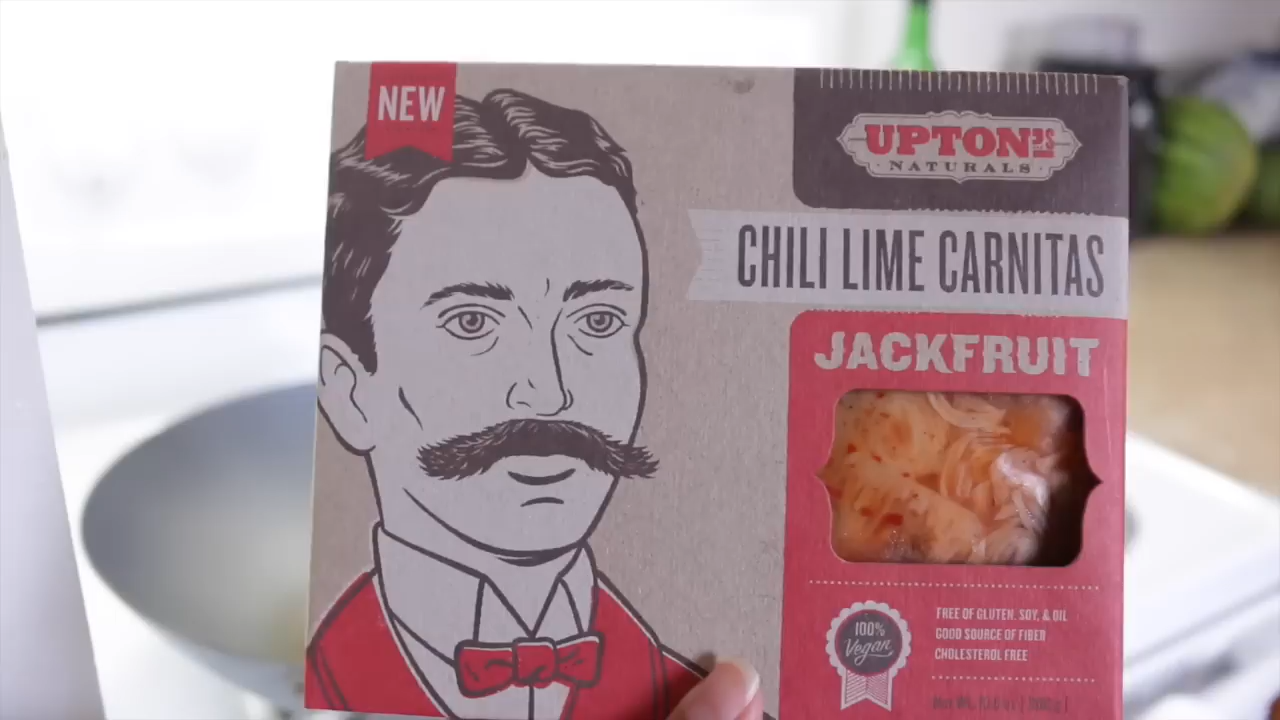 NEW
UPTON'S
NATURALS
CHILI LIME CARNITAS
JACKFRUIT
100%
Vegan
FREE OF GLUTEN, SOY, & OIL
GOOD SOURCE OF FIBER
CHOLESTEROL FREE